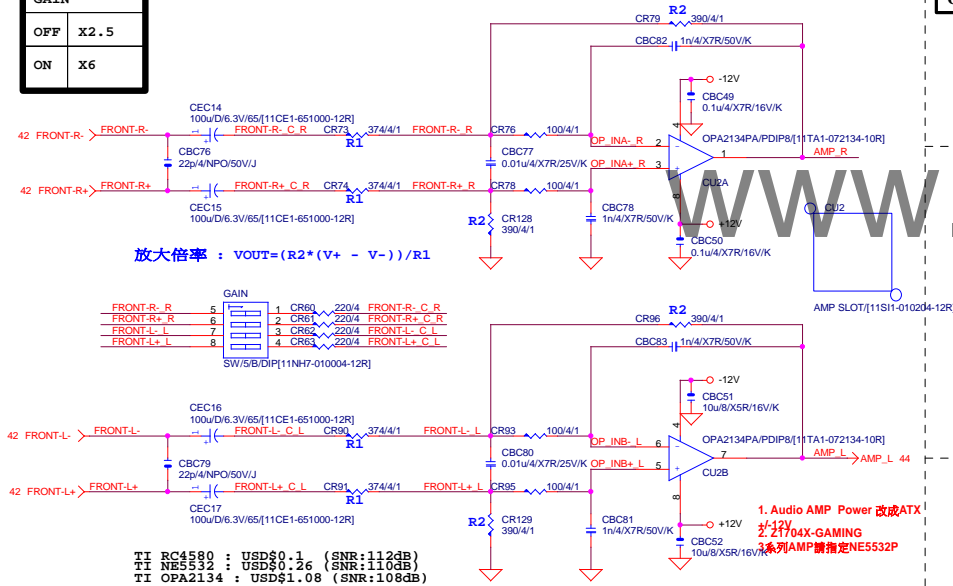 GAIN
OFF X2.5
ON X6
R2
CR79 390/4/1
CBC82 1n/4/X7R/50V/K
-12V
CBC49
0.1u/4/X7R/16V/K
CEC14
100u/D/6.3V/65/[11CE1-651000-12R]
42 FRONT-R- FRONT-R- 1 + FRONT-R-_C_R CR73 374/4/1 FRONT-R-_R CR76 100/4/1
R1
OP_INA-_R 2 4 OPA2134PA/PDIP8/[11TA1-072134-10R]
CBC76
22p/4/NPO/50V/J
CBC77
0.01u/4/X7R/25V/K
OP_INA+_R 3 1 AMP_R
CU2A
42 FRONT-R+ FRONT-R+ 1 + FRONT-R+_C_R CR74 374/4/1 FRONT-R+_R CR78 100/4/1
R1
8
CEC15
100u/D/6.3V/65/[11CE1-651000-12R]
R2 CR128
390/4/1
CBC78
1n/4/X7R/50V/K
+12V
CBC50
0.1u/4/X7R/16V/K
WWW.
CU2
AMP SLOT/[11SI1-010204-12R
放大倍率 : VOUT=(R2*(V+ - V-))/R1
GAIN
FRONT-R-_R 5 1 CR60 220/4 FRONT-R-_C_R
FRONT-R+_R 6 2 CR61 220/4 FRONT-R+_C_R
FRONT-L-_L 7 3 CR62 220/4 FRONT-L-_C_L
FRONT-L+_L 8 4 CR63 220/4 FRONT-L+_C_L
SW/5/B/DIP[11NH7-010004-12R]
R2
CR96 390/4/1
CBC83 1n/4/X7R/50V/K
-12V
CBC51
10u/8/X5R/16V/K
CEC16
100u/D/6.3V/65/[11CE1-651000-12R]
42 FRONT-L- FRONT-L- 1 + FRONT-L-_C_L CR90 374/4/1 FRONT-L-_L CR93 100/4/1
R1
OP_INB-_L 6 4 OPA2134PA/PDIP8/[11TA1-072134-10R]
CBC79
22p/4/NPO/50V/J
CBC80
0.01u/4/X7R/25V/K
OP_INB+_L 5 7 AMP_L AMP_L 44
CU2B
42 FRONT-L+ FRONT-L+ 1 + FRONT-L+_C_L CR91 374/4/1 FRONT-L+_L CR95 100/4/1
R1
8
CEC17
100u/D/6.3V/65/[11CE1-651000-12R]
R2 CR129
390/4/1
CBC81
1n/4/X7R/50V/K
+12V
CBC52
10u/8/X5R/16V/K
1. Audio AMP Power 改成ATX
+/-12V
2. Z1704X-GAMING
3系列AMP請指定NE5532P
TI RC4580 : USD$0.1 (SNR:112dB)
TI NE5532 : USD$0.26 (SNR:110dB)
TI OPA2134 : USD$1.08 (SNR:108dB)